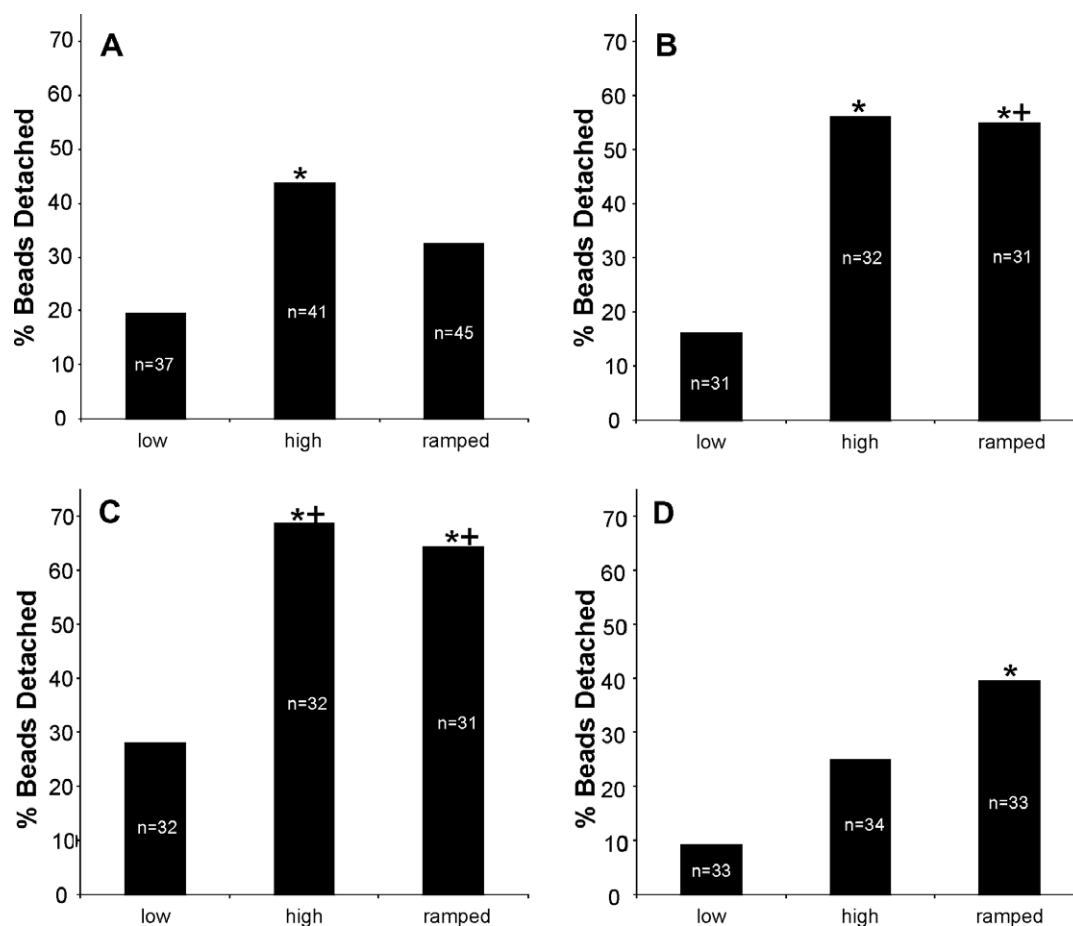 A
% Beads Detached
70
60
50
40
30
20
10
0
*
n=37
n=41
n=45
low high ramped
B
% Beads Detached
70
60
50
40
30
20
10
0
* *+
n=31
n=32
n=31
low high ramped
C
% Beads Detached
70
60
50
40
30
20
10
0
*+ *+
n=32
n=32
n=31
low high ramped
D
% Beads Detached
70
60
50
40
30
20
10
0
*
n=33
n=34
n=33
low high ramped